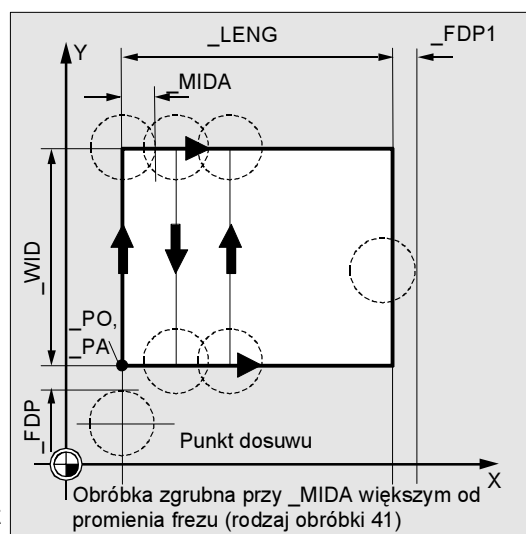 _LENG
_FDP1
Y
_MIDA
_WID
_PO,
_PA
_FDP
Punkt dosuwu
X
Obróbka zgrubna przy _MIDA większym od
promienia frezu (rodzaj obróbki 41)